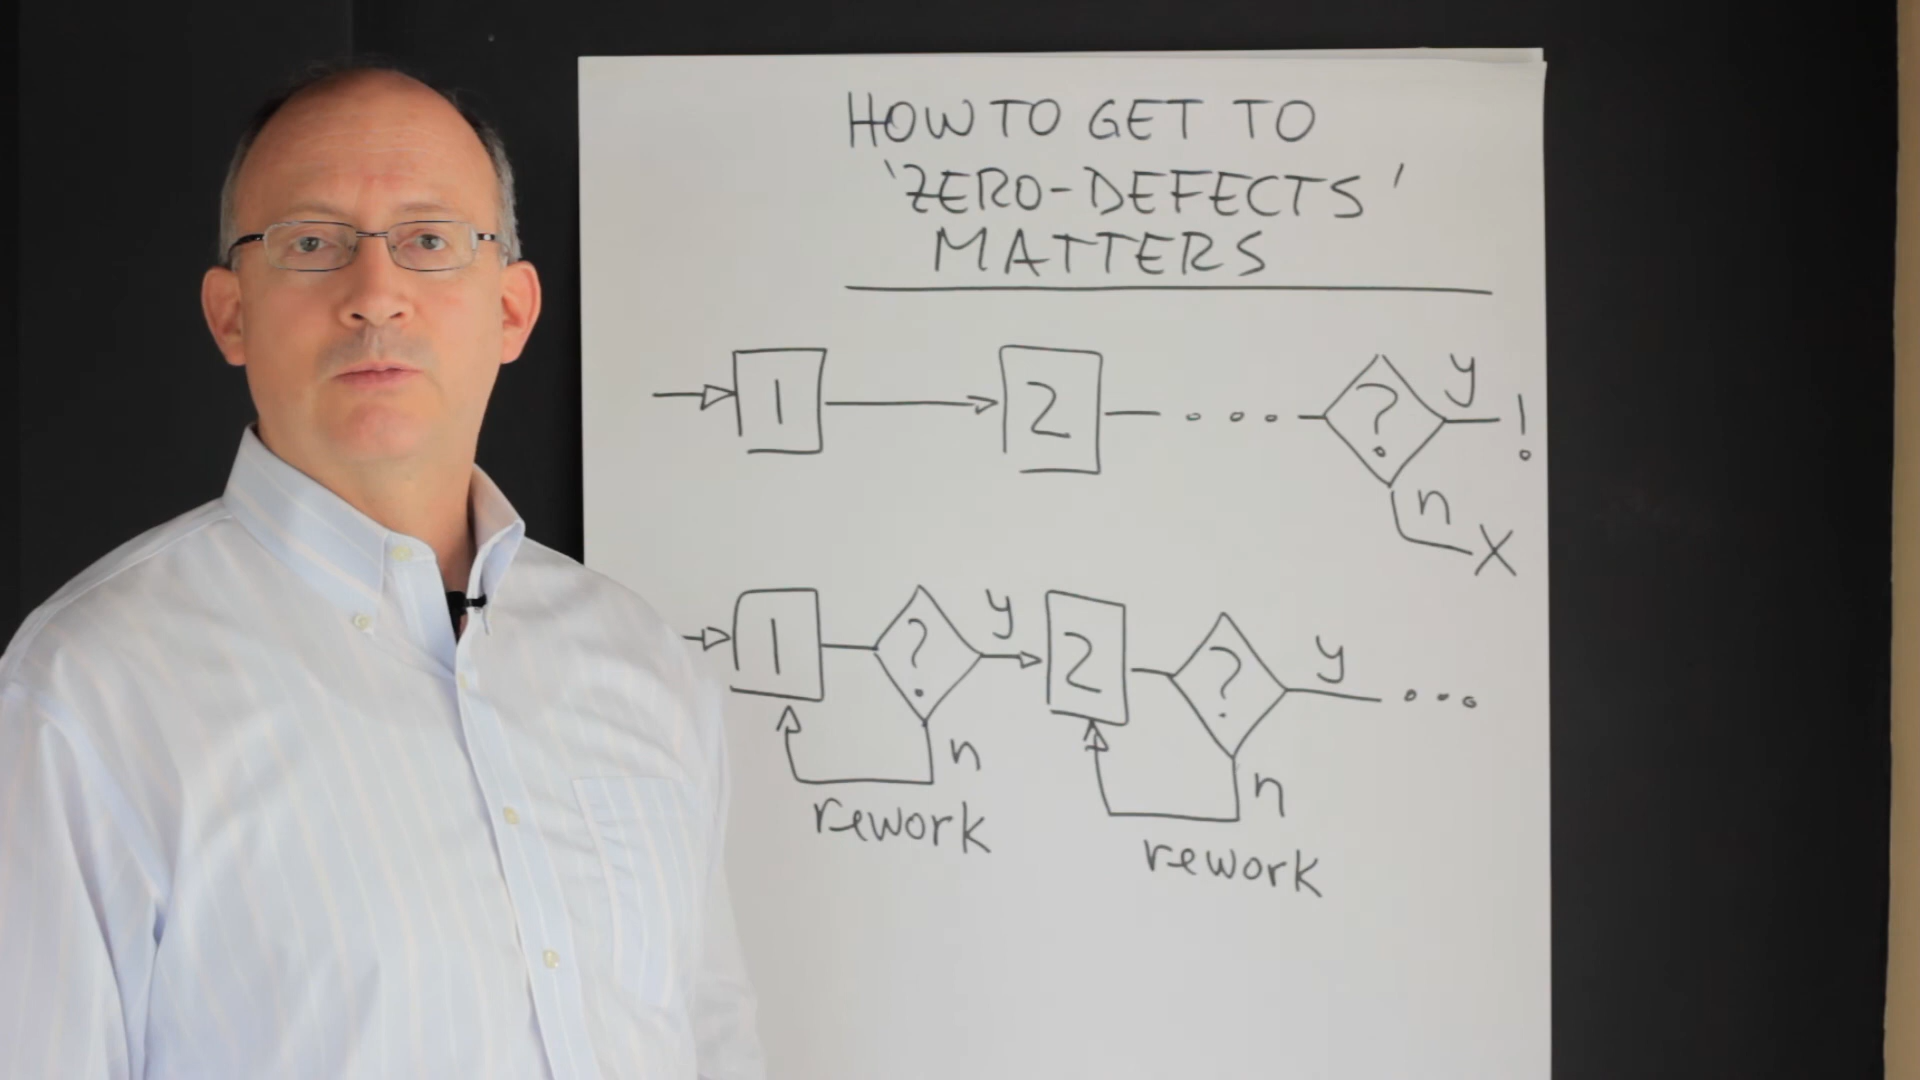 HOW TO GET TO
'ZERO-DEFECTS'
MATTERS
1 2 ... ? y !
n X
1 ? y 2 ? y ...
n n
rework rework